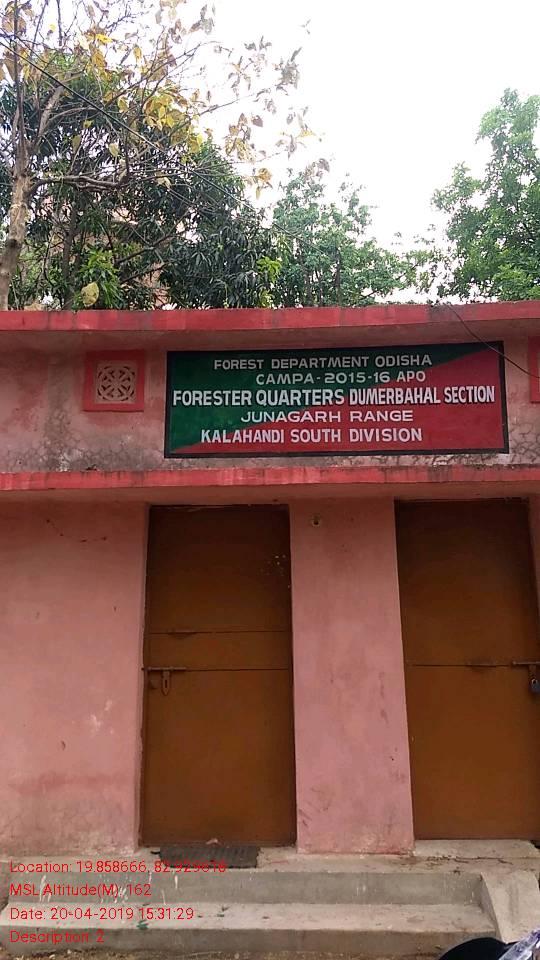 FOREST DEPARTMENT ODISHA
CAMPA-2015-16 APO
FORESTER QUARTERS DUMERBAHAL SECTION
JUNAGARH RANGE
KALAHANDI SOUTH DIVISION
Location: 19.858666, 82.929618
MSL Altitude(M): 162
Date: 20-04-2019 15:31:29
Description: 2